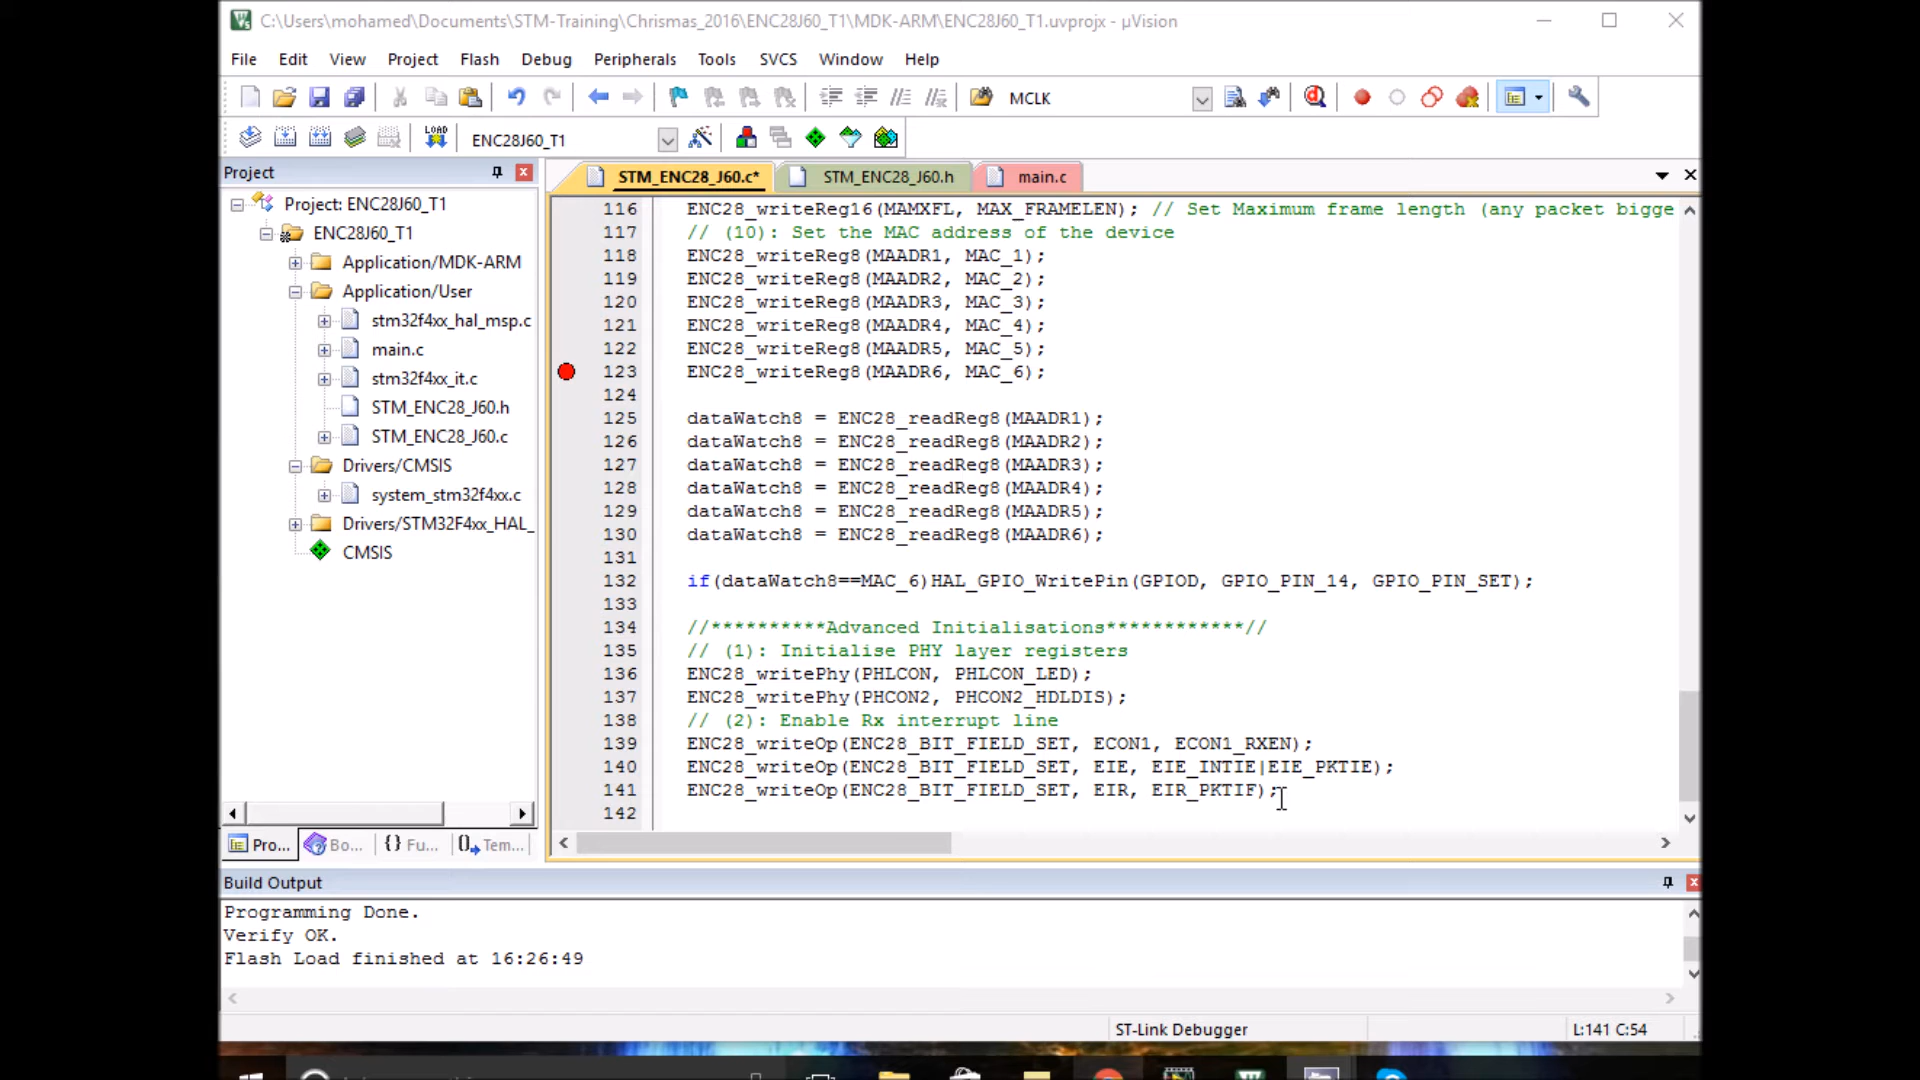 C:\Users\mohamed\Documents\STM-Training\Chrismas_2016\ENC28J60_T1\MDK-ARM\ENC28J60_T1.uvprojx - µVision
File Edit View Project Flash Debug Peripherals Tools SVCS Window Help
MCLK
LOAD ENC28J60_T1
Project
STM_ENC28_J60.c* STM_ENC28_J60.h main.c
Project: ENC28J60_T1
ENC28J60_T1
Application/MDK-ARM
Application/User
stm32f4xx_hal_msp.c
main.c
stm32f4xx_it.c
STM_ENC28_J60.h
STM_ENC28_J60.c
Drivers/CMSIS
system_stm32f4xx.c
Drivers/STM32F4xx_HAL_
CMSIS
Pro... Bo... {} Fu... Tem...
116 ENC28_writeReg16(MAMXFL, MAX_FRAMELEN); // Set Maximum frame length (any packet bigge
117 // (10): Set the MAC address of the device
118 ENC28_writeReg8(MAADR1, MAC_1);
119 ENC28_writeReg8(MAADR2, MAC_2);
120 ENC28_writeReg8(MAADR3, MAC_3);
121 ENC28_writeReg8(MAADR4, MAC_4);
122 ENC28_writeReg8(MAADR5, MAC_5);
123 ENC28_writeReg8(MAADR6, MAC_6);
124
125 dataWatch8 = ENC28_readReg8(MAADR1);
126 dataWatch8 = ENC28_readReg8(MAADR2);
127 dataWatch8 = ENC28_readReg8(MAADR3);
128 dataWatch8 = ENC28_readReg8(MAADR4);
129 dataWatch8 = ENC28_readReg8(MAADR5);
130 dataWatch8 = ENC28_readReg8(MAADR6);
131
132 if(dataWatch8==MAC_6)HAL_GPIO_WritePin(GPIOD, GPIO_PIN_14, GPIO_PIN_SET);
133
134 //**********Advanced Initialisations************//
135 // (1): Initialise PHY layer registers
136 ENC28_writePhy(PHLCON, PHLCON_LED);
137 ENC28_writePhy(PHCON2, PHCON2_HDLDIS);
138 // (2): Enable Rx interrupt line
139 ENC28_writeOp(ENC28_BIT_FIELD_SET, ECON1, ECON1_RXEN);
140 ENC28_writeOp(ENC28_BIT_FIELD_SET, EIE, EIE_INTIE|EIE_PKTIE);
141 ENC28_writeOp(ENC28_BIT_FIELD_SET, EIR, EIR_PKTIF);
142
Build Output
Programming Done.
Verify OK.
Flash Load finished at 16:26:49
ST-Link Debugger L:141 C:54